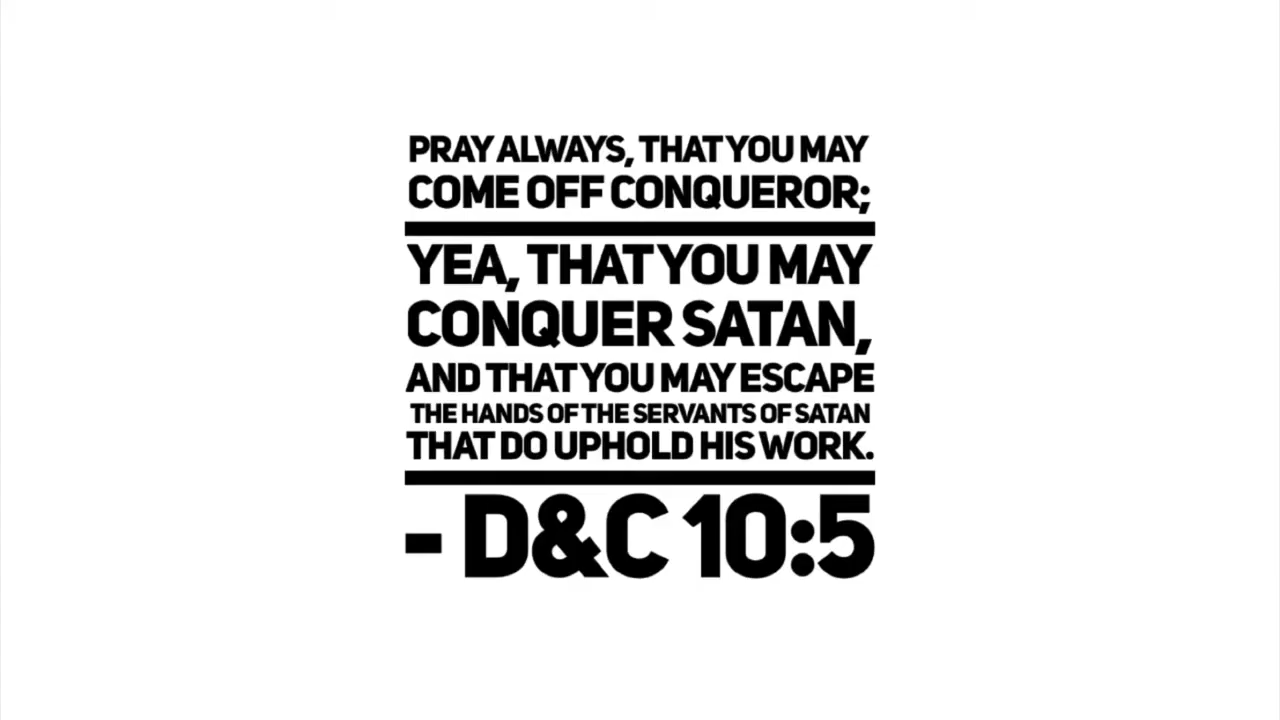 PRAY ALWAYS, THAT YOU MAY
COME OFF CONQUEROR;
YEA, THAT YOU MAY
CONQUER SATAN,
AND THAT YOU MAY ESCAPE
THE HANDS OF THE SERVANTS OF SATAN
THAT DO UPHOLD HIS WORK.
- D&C 10:5